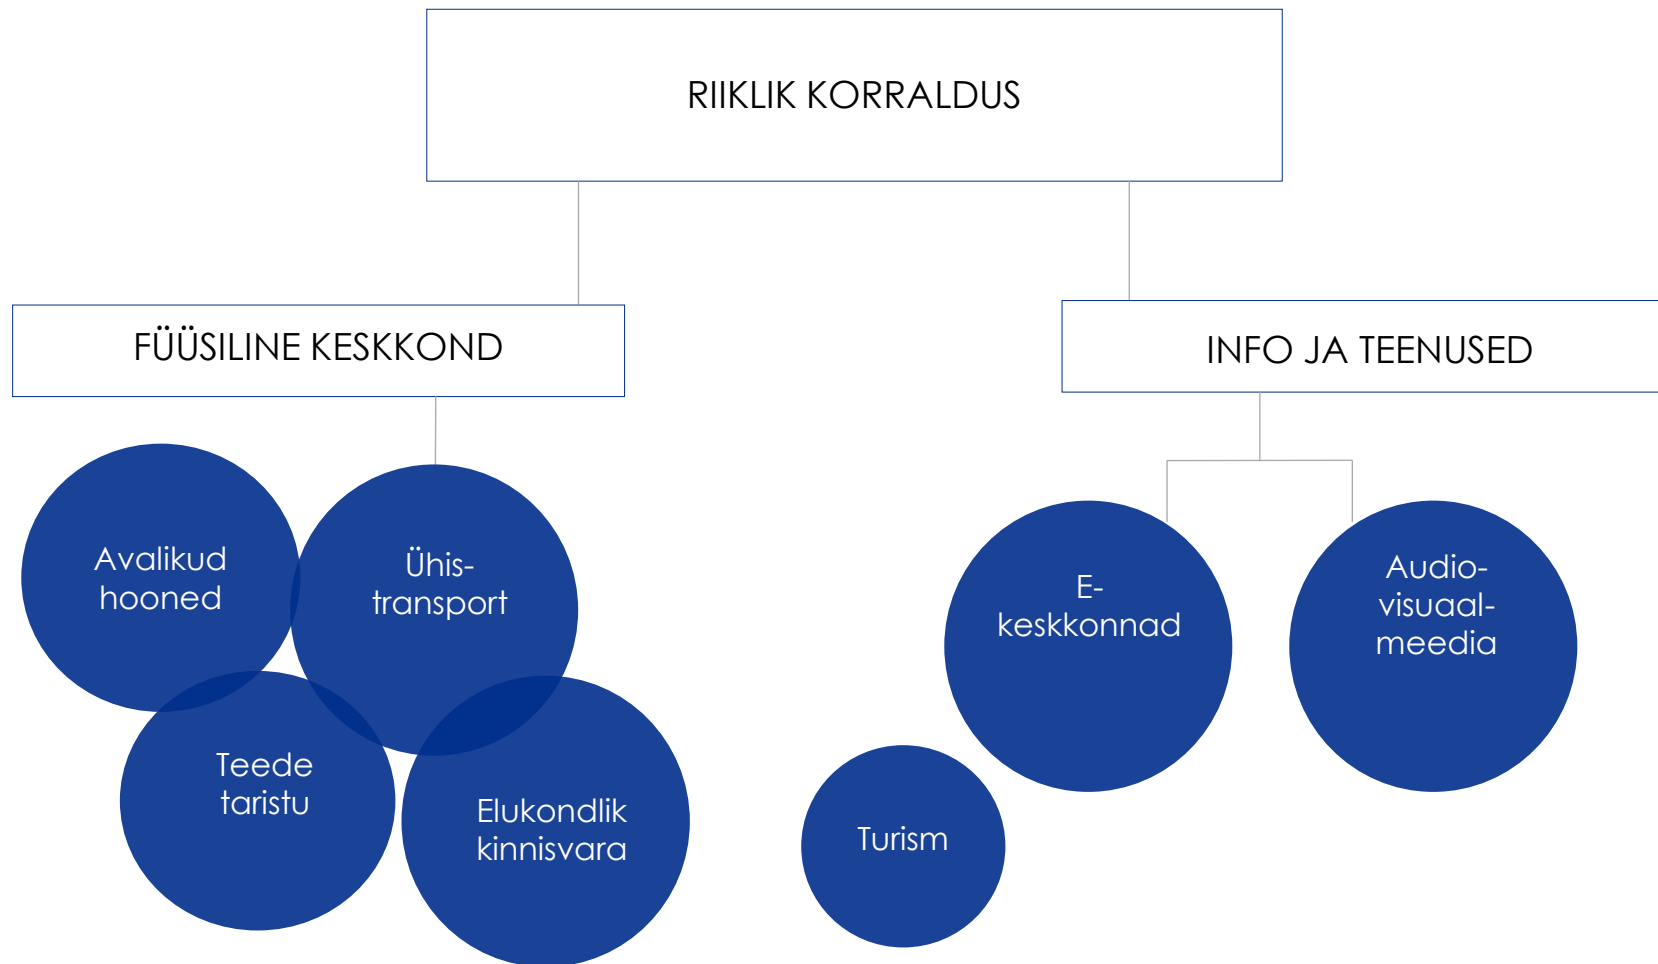 RIIKLIK KORRALDUS
FÜÜSILINE KESKKOND
INFO JA TEENUSED
Avalikud
hooned
Ühis-
transport
Teede
taristu
Elukondlik
kinnisvara
E-
keskkonnad
Audio-
visuaal-
meedia
Turism